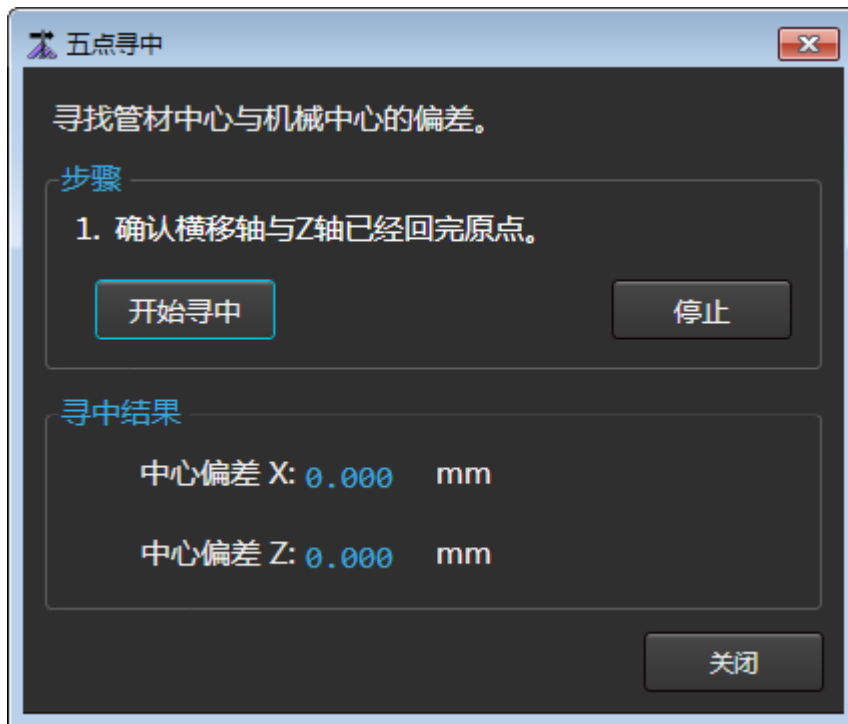 五点寻中
寻找管材中心与机械中心的偏差。
步骤
1. 确认横移轴与Z轴已经回完原点。
开始寻中 停止
寻中结果
中心偏差 X: 0.000 mm
中心偏差 Z: 0.000 mm
关闭